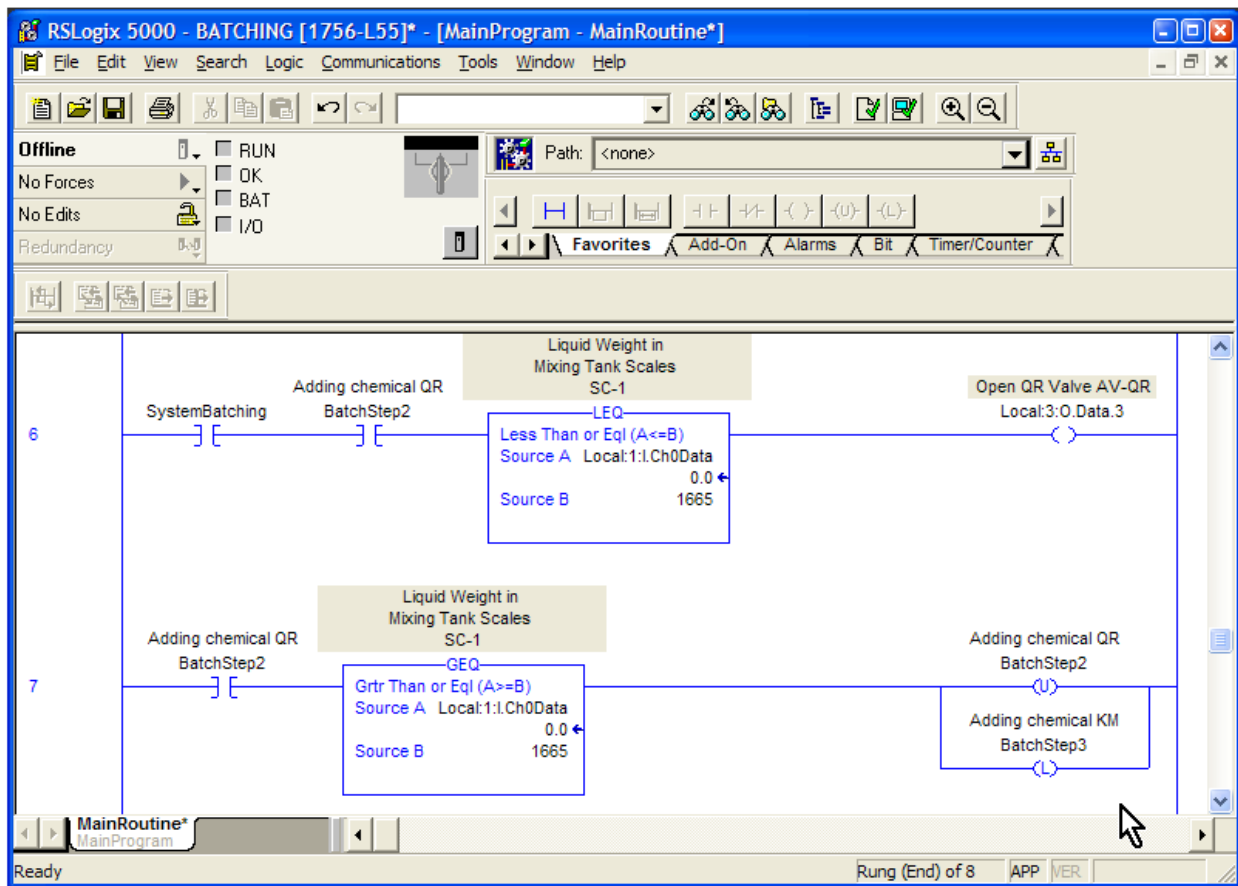 RSLogix 5000 - BATCHING [1756-L55]* - [MainProgram - MainRoutine*]
File Edit View Search Logic Communications Tools Window Help
Offline
RUN
No Forces
OK
No Edits
BAT
I/O
Redundancy
Path: <none>
Favorites Add-On Alarms Bit Timer/Counter
Liquid Weight in
Mixing Tank Scales
SC-1
Adding chemical QR
Open QR Valve AV-QR
SystemBatching
BatchStep2
Local:3:O.Data.3
6
LEQ
Less Than or Eql (A<=B)
Source A Local:1:I.Ch0Data
0.0
Source B 1665
Liquid Weight in
Mixing Tank Scales
SC-1
Adding chemical QR
BatchStep2
7
GEQ
Grtr Than or Eql (A>=B)
Source A Local:1:I.Ch0Data
0.0
Source B 1665
Adding chemical QR
BatchStep2
U
Adding chemical KM
BatchStep3
L
MainRoutine*
MainProgram
Ready
Rung (End) of 8 APP VER